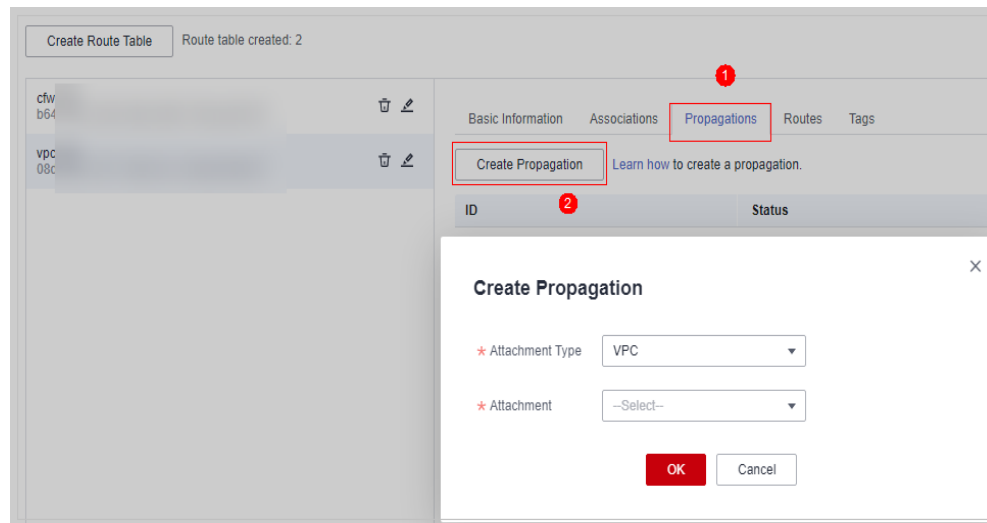 Create Route Table Route table created: 2
1
cfw
b64
Basic Information Associations Propagations Routes Tags
vpc
08c
Create Propagation Learn how to create a propagation.
2
ID Status
Create Propagation
* Attachment Type VPC
* Attachment --Select--
OK Cancel